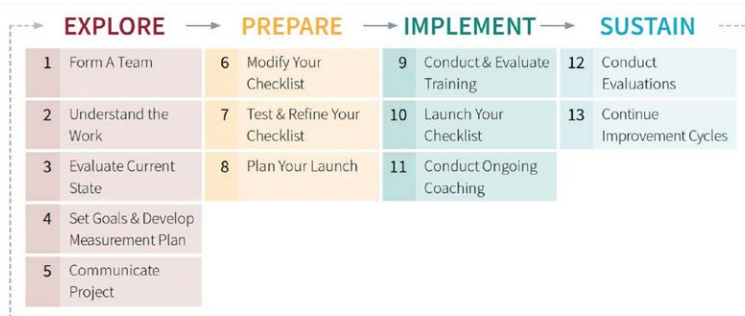 EXPLORE
PREPARE
IMPLEMENT
SUSTAIN
1 Form A Team
2 Understand the
Work
3 Evaluate Current
State
4 Set Goals & Develop
Measurement Plan
5 Communicate
Project
6 Modify Your
Checklist
7 Test & Refine Your
Checklist
8 Plan Your Launch
9 Conduct & Evaluate
Training
10 Launch Your
Checklist
11 Conduct Ongoing
Coaching
12 Conduct
Evaluations
13 Continue
Improvement Cycles